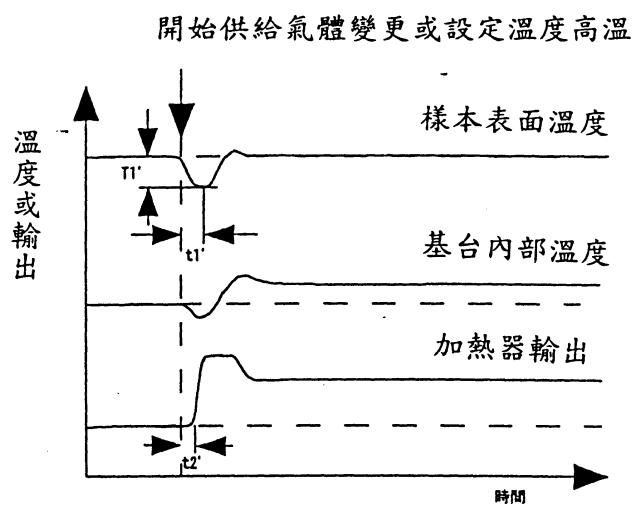 開始供給氣體變更或設定溫度高溫
溫度或輸出
樣本表面溫度
T1'
t1'
基台內部溫度
加熱器輸出
t2'
時間